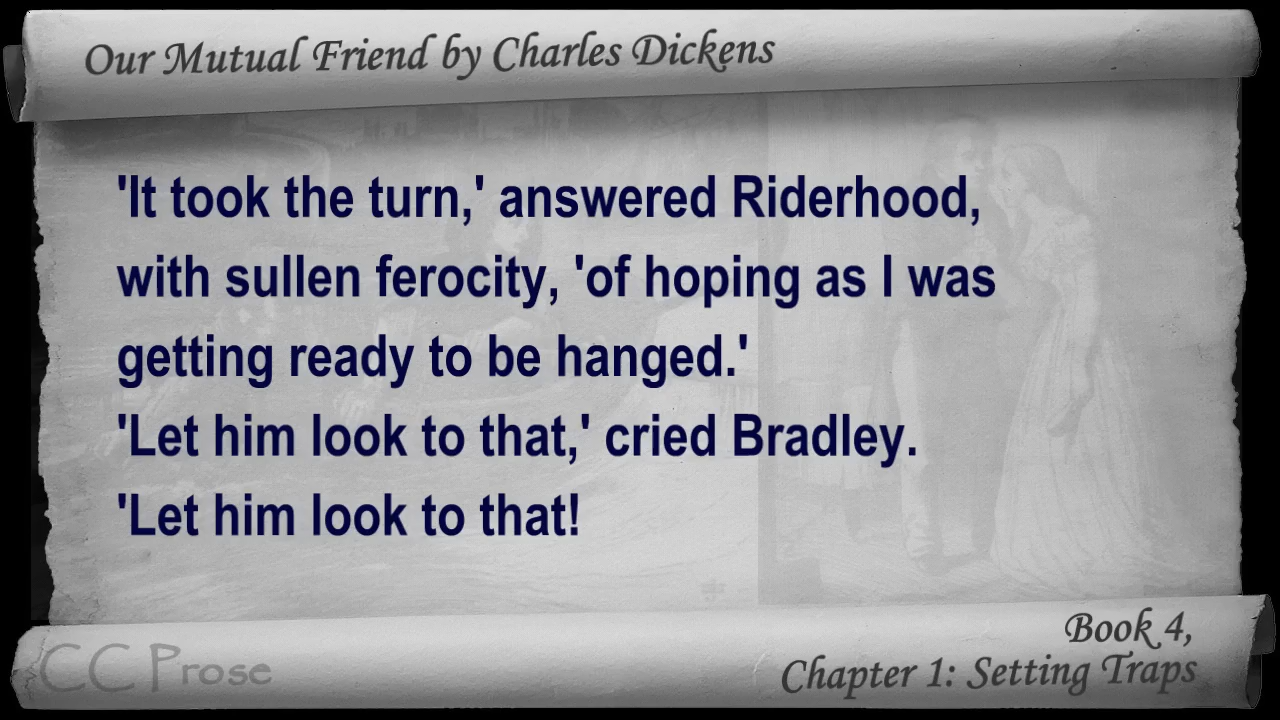 Our Mutual Friend by Charles Dickens
'It took the turn,' answered Riderhood,
with sullen ferocity, 'of hoping as I was
getting ready to be hanged.'
'Let him look to that,' cried Bradley.
'Let him look to that!
Book 4,
Chapter 1: Setting Traps
CC Prose